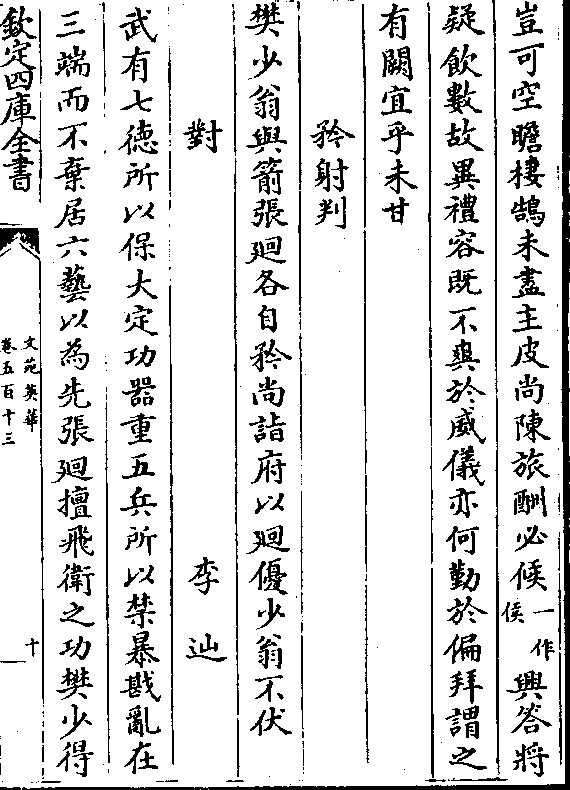 豈可空瞻棲鵠未盡主皮尚陳旅酬必候一作侯興答將
疑飲數故異禮容既不爽於威儀亦何勤於偏拜謂之
有闕宜乎未甘
矜射判
樊少翁與箭張廻各自矜尚詣府以廻優少翁不伏
對 李辿
武有七德所以保大定功器重五兵所以禁暴戡亂在
三端而不棄居六藝以為先張廻擅飛衛之功樊少得
欽定四庫全書
文苑英華
卷五百十三
十